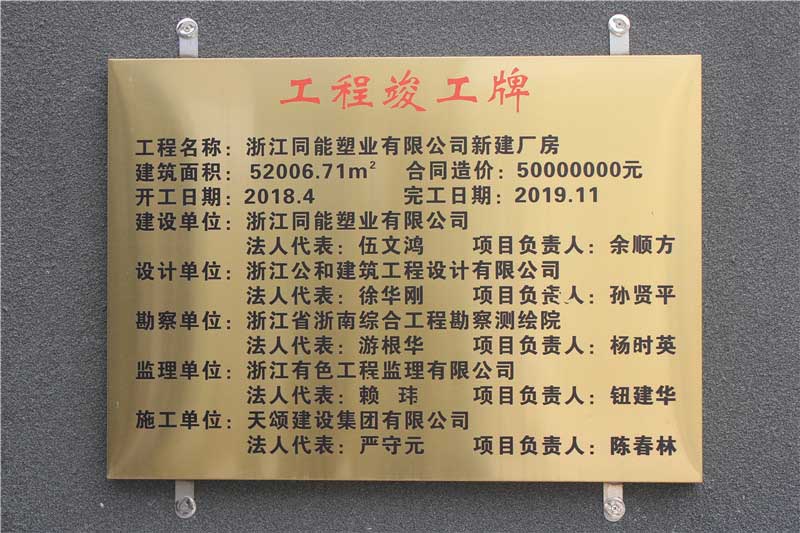 工程竣工牌
工程名称：浙江同能塑业有限公司新建厂房
建筑面积：52006.71m² 合同造价：50000000元
开工日期：2018.4 完工日期：2019.11
建设单位：浙江同能塑业有限公司
法人代表：伍文鸿 项目负责人：余顺方
设计单位：浙江公和建筑工程设计有限公司
法人代表：徐华刚 项目负责人：孙贤平
勘察单位：浙江省浙南综合工程勘察测绘院
法人代表：游根华 项目负责人：杨时英
监理单位：浙江有色工程监理有限公司
法人代表：赖 玮 项目负责人：钮建华
施工单位：天颂建设集团有限公司
法人代表：严守元 项目负责人：陈春林